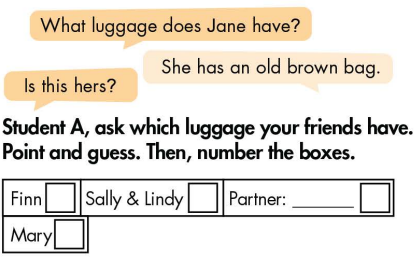 What luggage does Jane have?
She has an old brown bag.
Is this hers?
Student A, ask which luggage your friends have.
Point and guess. Then, number the boxes.
Finn Sally & Lindy Partner: ________
Mary